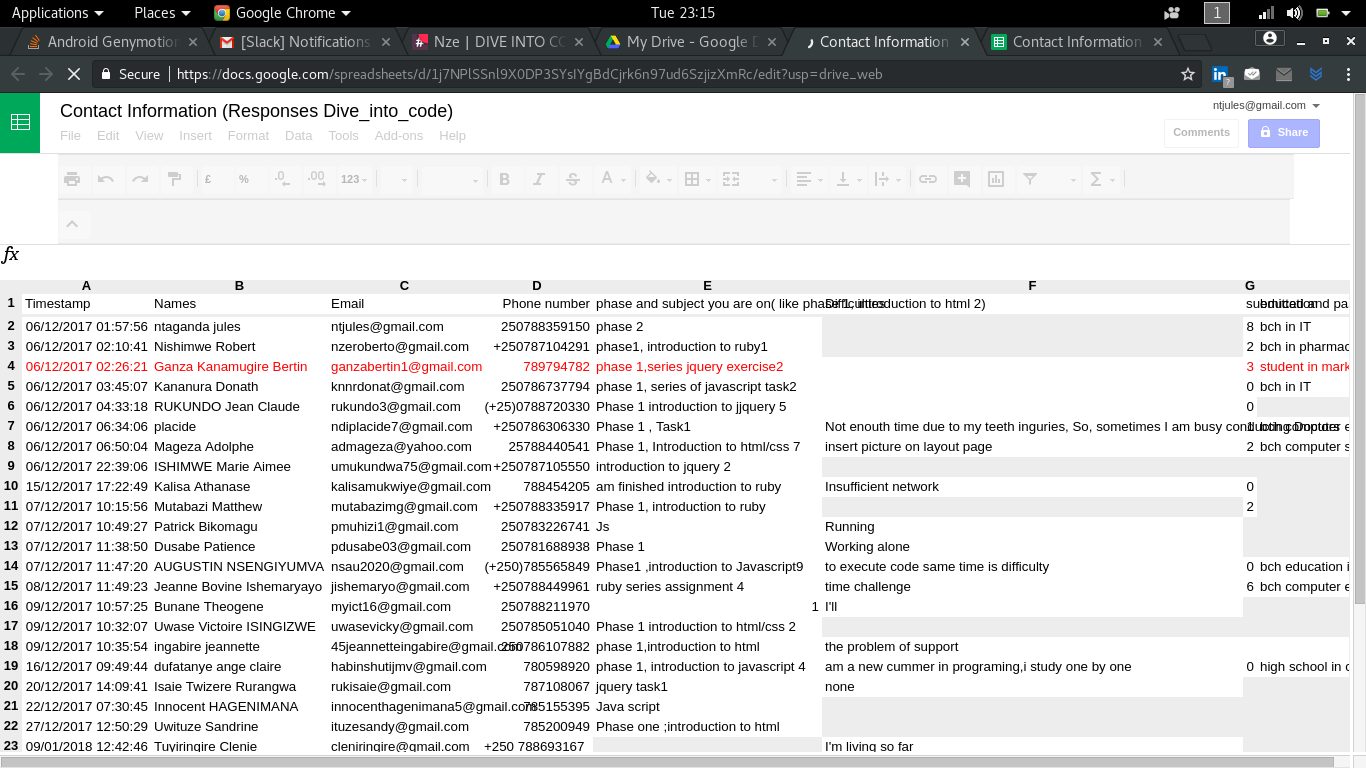 Applications Places Google Chrome Tue 23:15 1
Android Genymotion [Slack] Notifications Nze | DIVE INTO CO My Drive - Google D Contact Information Contact Information
Secure https://docs.google.com/spreadsheets/d/1j7NPlSSnl9X0DP3SYsIYgBdCjrk6n97ud6SzjizXmRc/edit?usp=drive_web
Contact Information (Responses Dive_into_code) ntjules@gmail.com
File Edit View Insert Format Data Tools Add-ons Help Comments Share
£ % .0 .00 123 B I S A Σ
fx
A B C D E F G
1 Timestamp Names Email Phone number phase and subject you are on( like phase 1, introduction to html 2) Difficulties
2 06/12/2017 01:57:56 ntaganda jules ntjules@gmail.com 250788359150 phase 2 8 bch in IT
3 06/12/2017 02:10:41 Nishimwe Robert nzeroberto@gmail.com +250787104291 phase1, introduction to ruby1 2 bch in pharmac
4 06/12/2017 02:26:21 Ganza Kanamugire Bertin ganzabertin1@gmail.com 789794782 phase 1,series jquery exercise2 3 student in mark
5 06/12/2017 03:45:07 Kananura Donath knnrdonat@gmail.com 250786737794 phase 1, series of javascript task2 0 bch in IT
6 06/12/2017 04:33:18 RUKUNDO Jean Claude rukundo3@gmail.com (+25)0788720330 Phase 1 introduction to jjquery 5 0
7 06/12/2017 06:34:06 placide ndiplacide7@gmail.com +250786306330 Phase 1 , Task1 Not enouth time due to my teeth inguries, So, sometimes I am busy conducting Doctors 1 bch computer e
8 06/12/2017 06:50:04 Mageza Adolphe admageza@yahoo.com 25788440541 Phase 1, Introduction to html/css 7 insert picture on layout page 2 bch computer s
9 06/12/2017 22:39:06 ISHIMWE Marie Aimee umukundwa75@gmail.com +250787105550 introduction to jquery 2
10 15/12/2017 17:22:49 Kalisa Athanase kalisamukwiye@gmail.com 788454205 am finished introduction to ruby Insufficient network 0
11 07/12/2017 10:15:56 Mutabazi Matthew mutabazimg@gmail.com +250788335917 Phase 1, introduction to ruby 2
12 07/12/2017 10:49:27 Patrick Bikomagu pmuhizi1@gmail.com 250783226741 Js Running
13 07/12/2017 11:38:50 Dusabe Patience pdusabe03@gmail.com 250781688938 Phase 1 Working alone
14 07/12/2017 11:47:20 AUGUSTIN NSENGIYUMVA nsau2020@gmail.com (+250)785565849 Phase1 ,introduction to Javascript9 to execute code same time is difficulty 0 bch education i
15 08/12/2017 11:49:23 Jeanne Bovine Ishemaryayo jishemaryo@gmail.com +250788449961 ruby series assignment 4 time challenge 6 bch computer e
16 09/12/2017 10:57:25 Bunane Theogene myict16@gmail.com 250788211970 1 I'll
17 09/12/2017 10:32:07 Uwase Victoire ISINGIZWE uwasevicky@gmail.com 250785051040 Phase 1 introduction to html/css 2
18 09/12/2017 10:35:54 ingabire jeannette 45jeannetteingabire@gmail.com 250786107882 phase 1,introduction to html the problem of support
19 16/12/2017 09:49:44 dufatanye ange claire habinshutijmv@gmail.com 780598920 phase 1, introduction to javascript 4 am a new cummer in programing,i study one by one 0 high school in c
20 20/12/2017 14:09:41 Isaie Twizere Rurangwa rukisaie@gmail.com 787108067 jquery task1 none
21 22/12/2017 07:30:45 Innocent HAGENIMANA innocenthagenimana5@gmail.com 785155395 Java script
22 27/12/2017 12:50:29 Uwituze Sandrine ituzesandy@gmail.com 785200949 Phase one ;introduction to html
23 09/01/2018 12:42:46 Tuyiringire Clenie cleniringire@gmail.com +250 788693167 I'm living so far